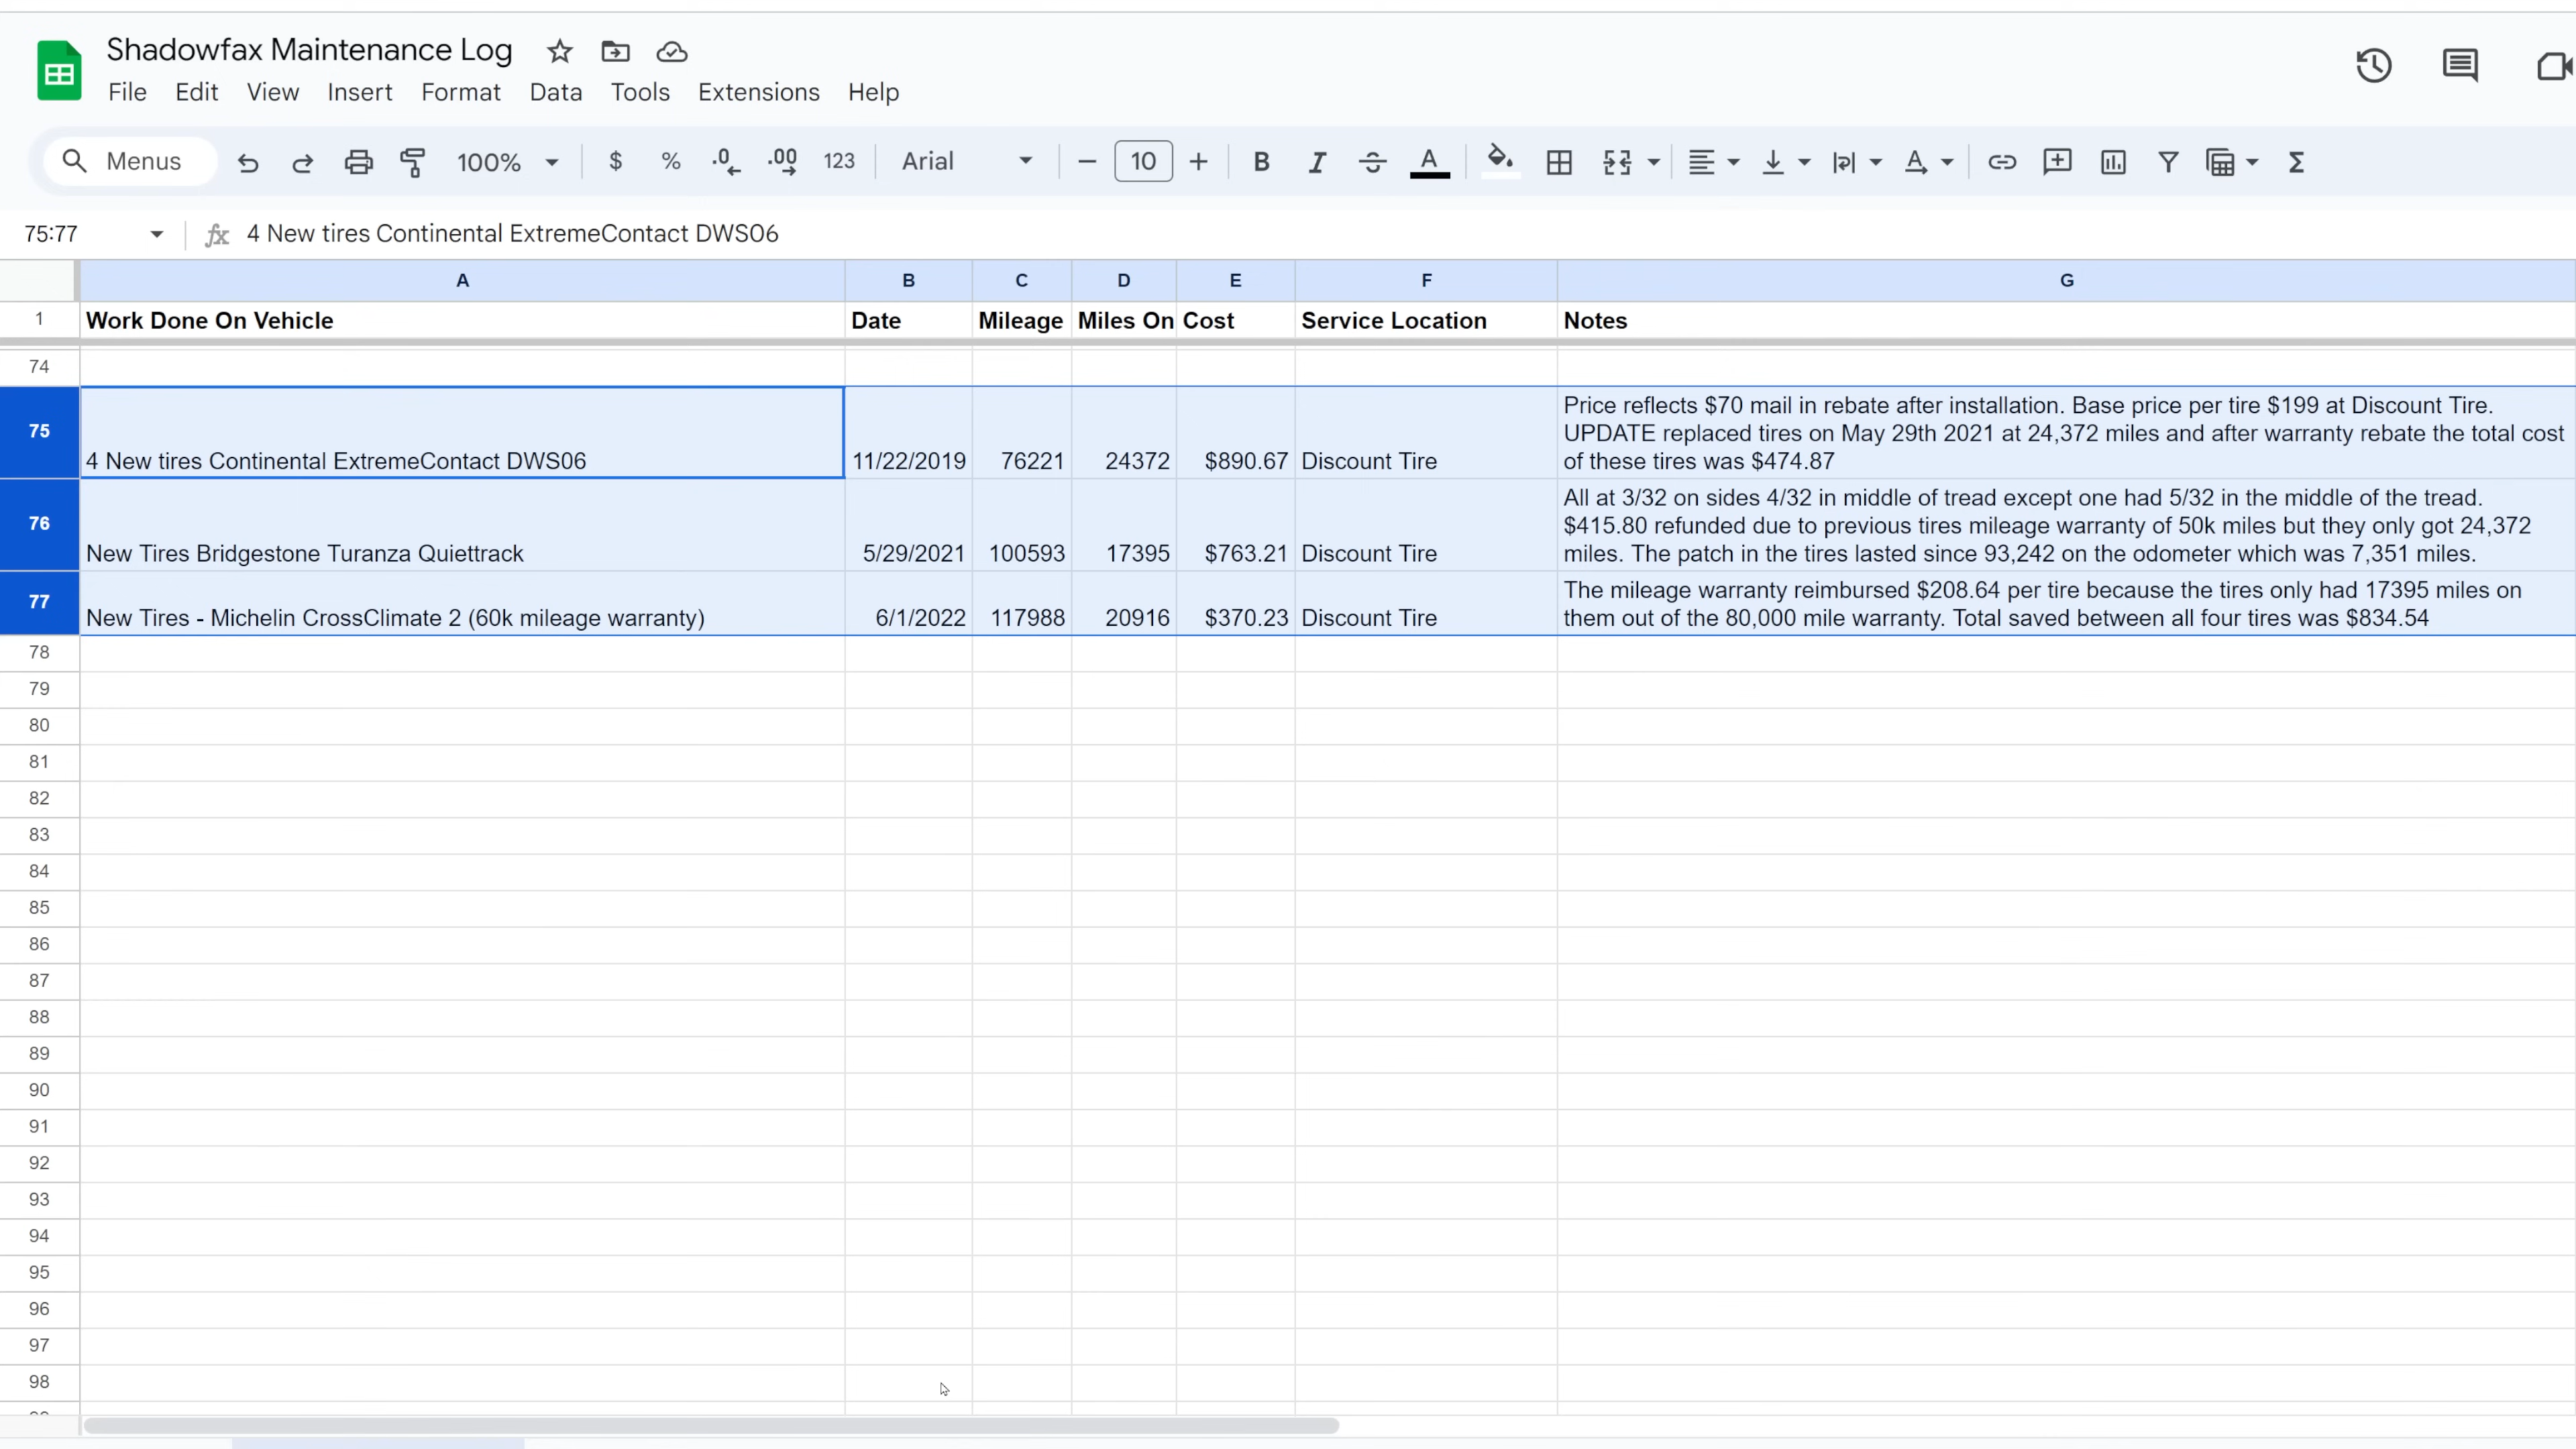 Shadowfax Maintenance Log
File Edit View Insert Format Data Tools Extensions Help
Menus 100% $ % .0 .00 123 Arial 10 B I A
75:77 fx 4 New tires Continental ExtremeContact DWS06
A B C D E F G
1 Work Done On Vehicle Date Mileage Miles On Cost Service Location Notes
74
75 4 New tires Continental ExtremeContact DWS06 11/22/2019 76221 24372 $890.67 Discount Tire
Price reflects $70 mail in rebate after installation. Base price per tire $199 at Discount Tire.
UPDATE replaced tires on May 29th 2021 at 24,372 miles and after warranty rebate the total cost
of these tires was $474.87
76 New Tires Bridgestone Turanza Quiettrack 5/29/2021 100593 17395 $763.21 Discount Tire
All at 3/32 on sides 4/32 in middle of tread except one had 5/32 in the middle of the tread.
$415.80 refunded due to previous tires mileage warranty of 50k miles but they only got 24,372
miles. The patch in the tires lasted since 93,242 on the odometer which was 7,351 miles.
77 New Tires - Michelin CrossClimate 2 (60k mileage warranty) 6/1/2022 117988 20916 $370.23 Discount Tire
The mileage warranty reimbursed $208.64 per tire because the tires only had 17395 miles on
them out of the 80,000 mile warranty. Total saved between all four tires was $834.54
78
79
80
81
82
83
84
85
86
87
88
89
90
91
92
93
94
95
96
97
98